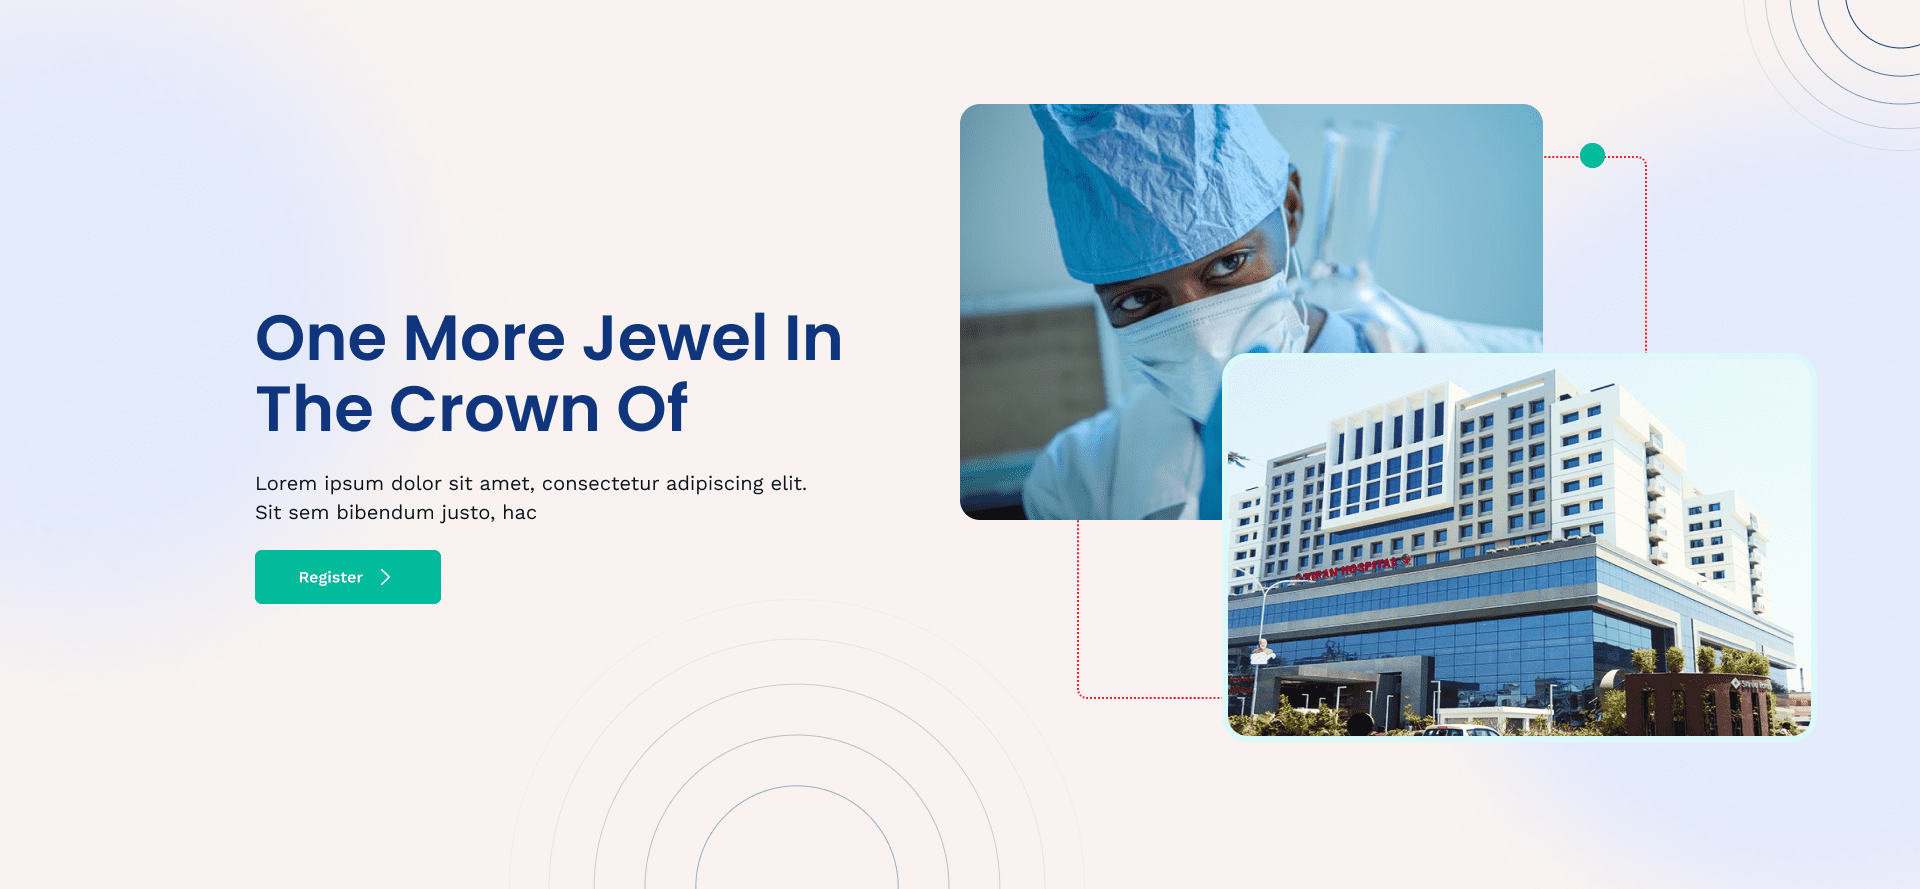 One More Jewel In
The Crown Of
Lorem ipsum dolor sit amet, consectetur adipiscing elit.
Sit sem bibendum justo, hac
Register
HOSPITAL